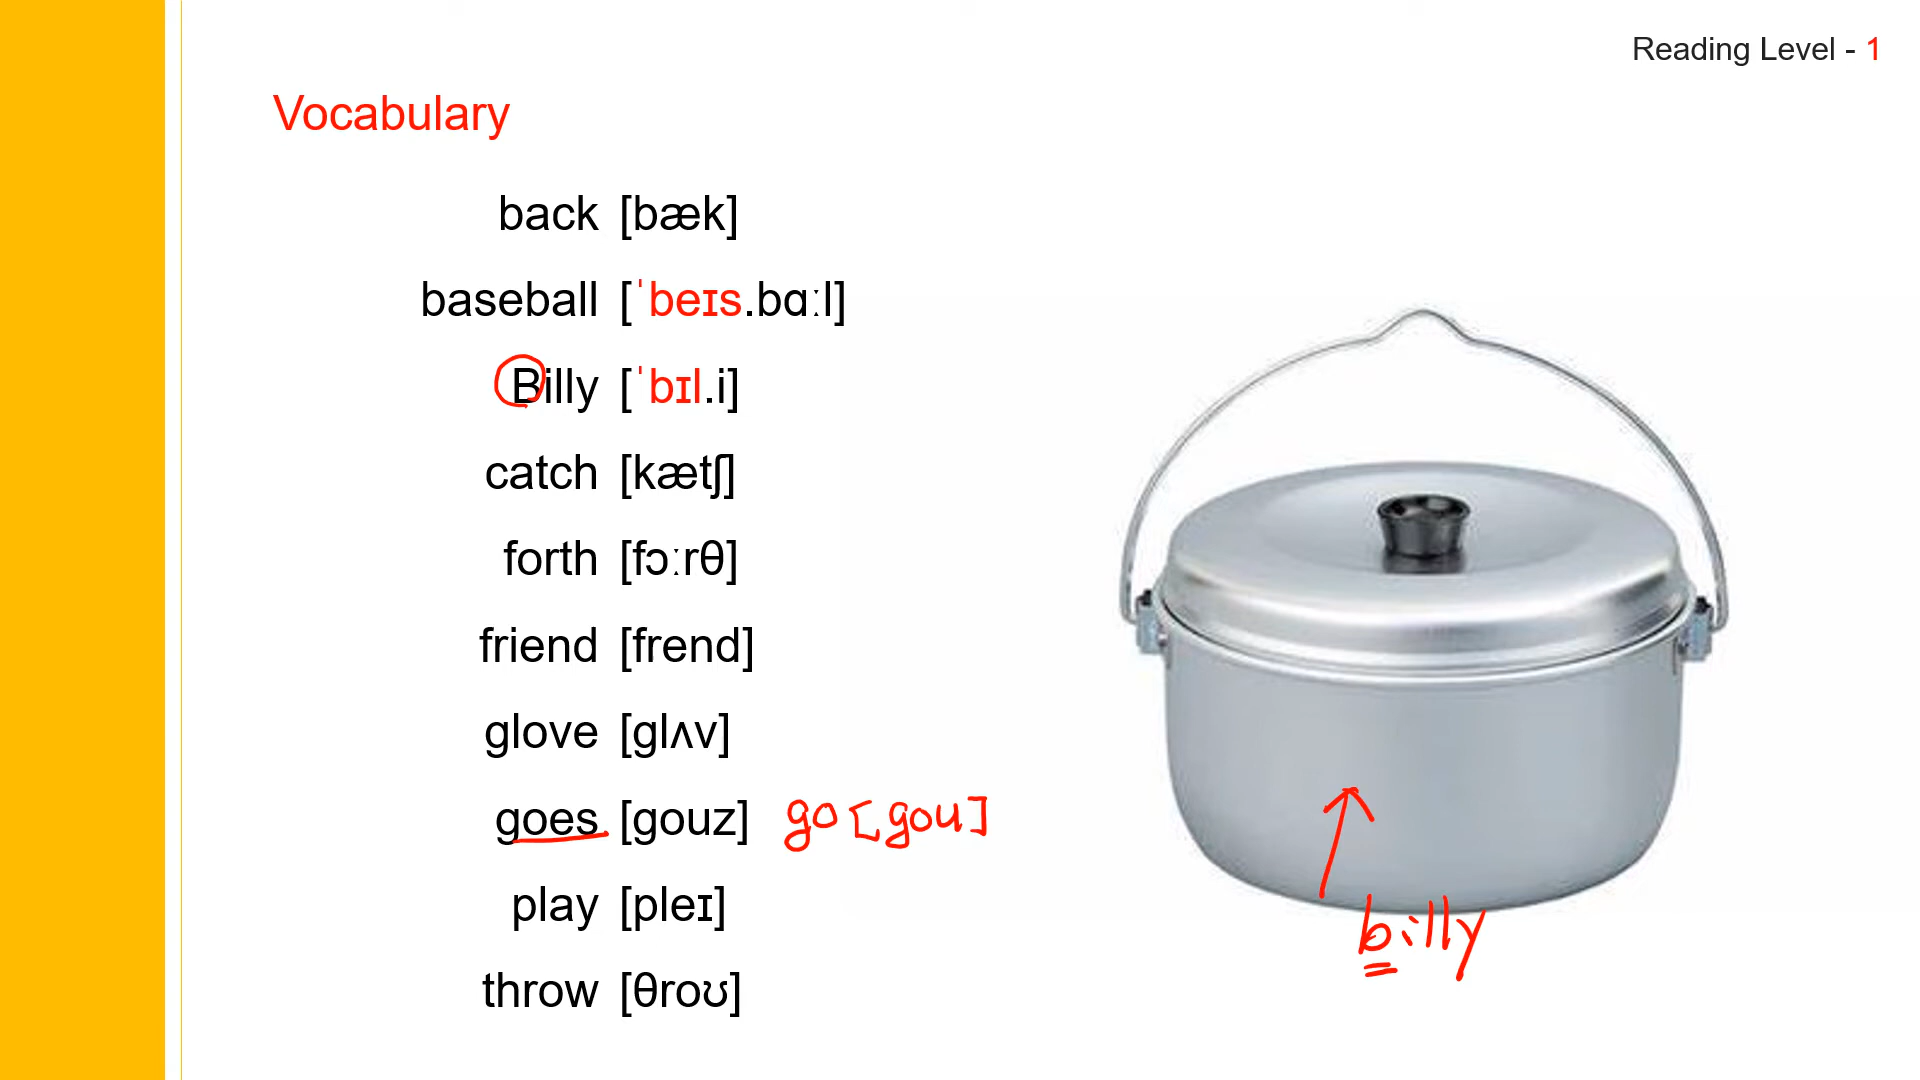 Reading Level - 1
Vocabulary
back [bæk]
baseball [ˈbeɪs.bɑːl]
Billy [ˈbɪl.i]
catch [kætʃ]
forth [fɔːrθ]
friend [frend]
glove [glʌv]
goes [gouz] go [gou]
play [pleɪ]
billy
throw [θroʊ]